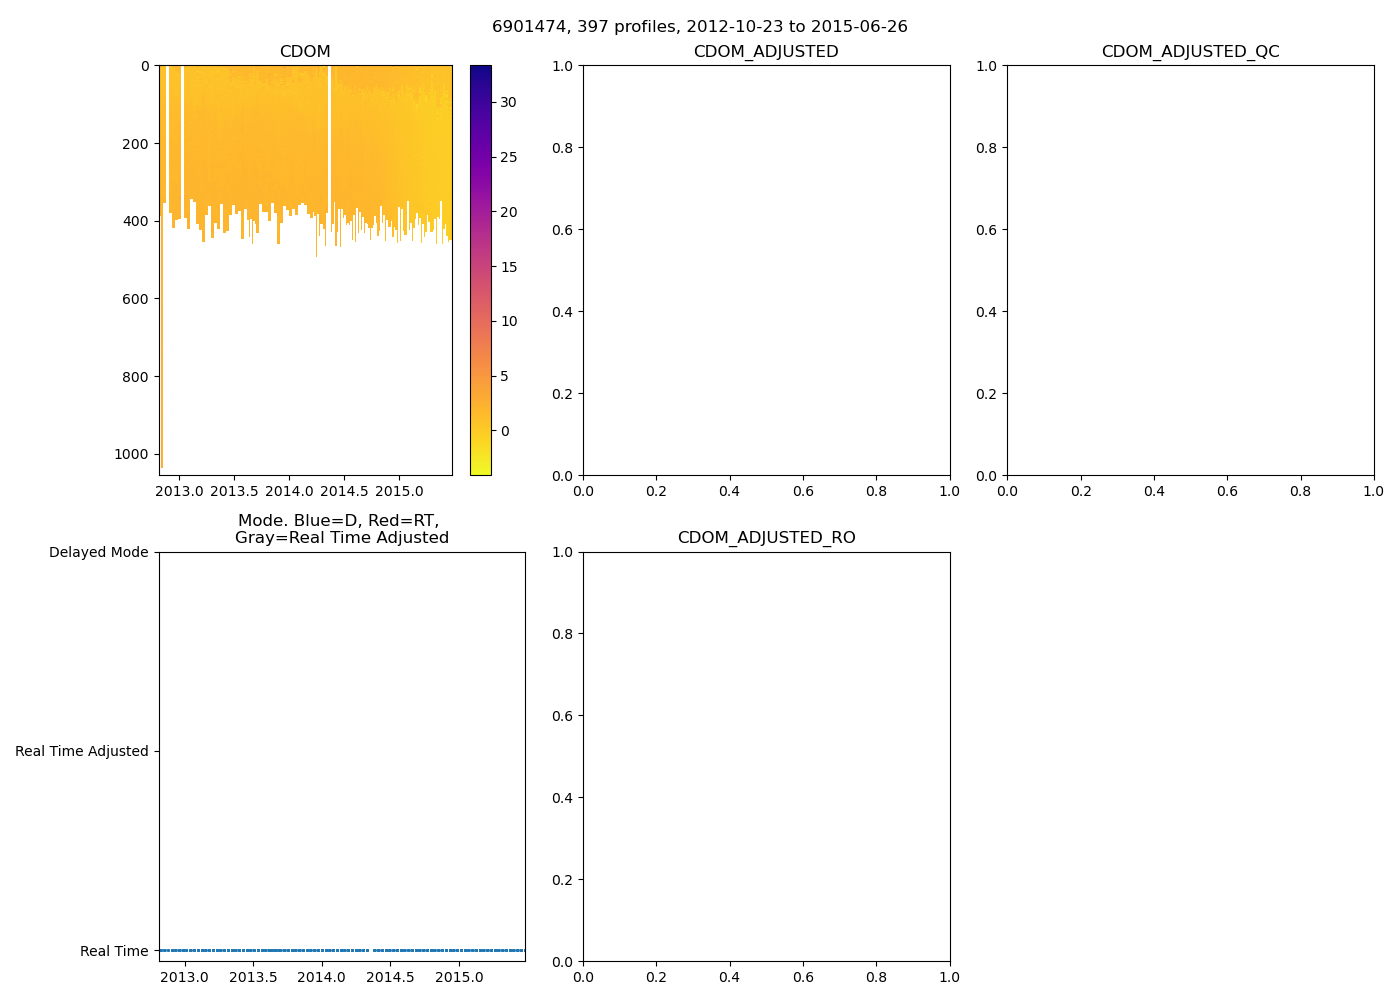 6901474, 397 profiles, 2012-10-23 to 2015-06-26
CDOM
CDOM_ADJUSTED
CDOM_ADJUSTED_QC
0
200
400
600
800
1000
2013.0 2013.5 2014.0 2014.5 2015.0
30
25
20
15
10
5
0
1.0
0.8
0.6
0.4
0.2
0.0
0.0 0.2 0.4 0.6 0.8 1.0
1.0
0.8
0.6
0.4
0.2
0.0
0.0 0.2 0.4 0.6 0.8 1.0
Mode. Blue=D, Red=RT,
Gray=Real Time Adjusted
Delayed Mode
Real Time Adjusted
Real Time
2013.0 2013.5 2014.0 2014.5 2015.0
CDOM_ADJUSTED_RO
1.0
0.8
0.6
0.4
0.2
0.0
0.0 0.2 0.4 0.6 0.8 1.0